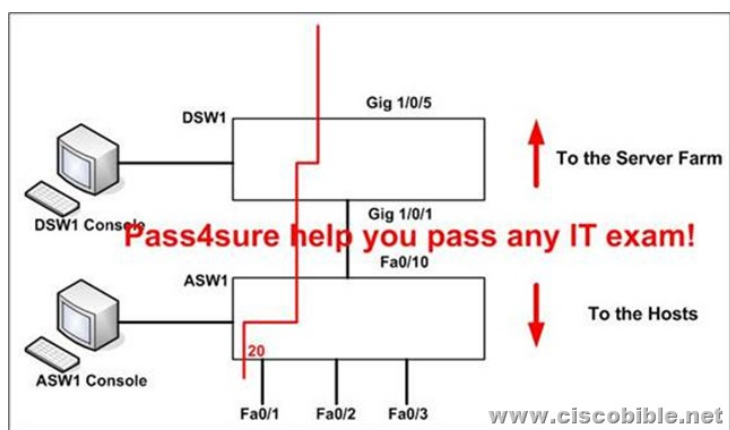 Gig 1/0/5
DSW1
To the Server Farm
DSW1 Console
Gig 1/0/1
Pass4sure help you pass any IT exam!
Fa0/10
ASW1
To the Hosts
20
ASW1 Console
Fa0/1 Fa0/2 Fa0/3
www.ciscobible.net